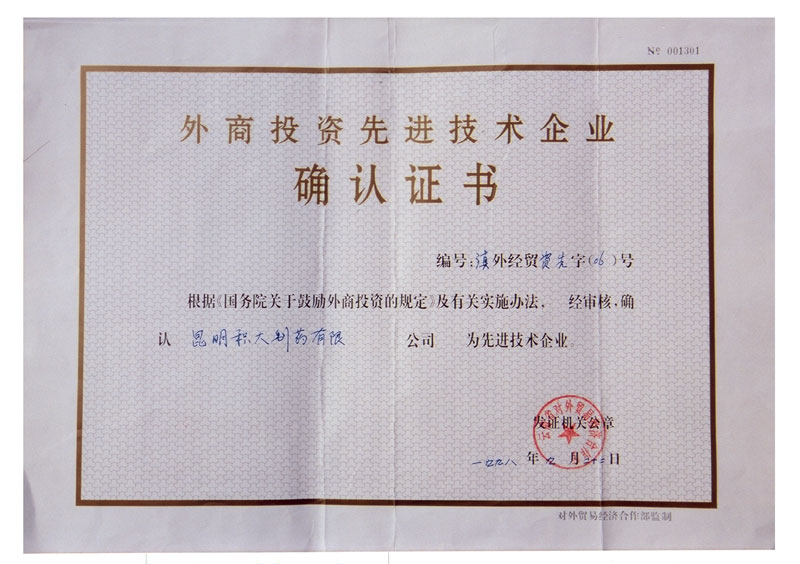 № 001301
外商投资先进技术企业
确认证书
编号:滇外经贸资先字(06)号
根据《国务院关于鼓励外商投资的规定》及有关实施办法, 经审核,确
认 昆明积大制药有限 公司 为先进技术企业。
发证机关公章
一九九八年九月二十二日
对外贸易经济合作部监制